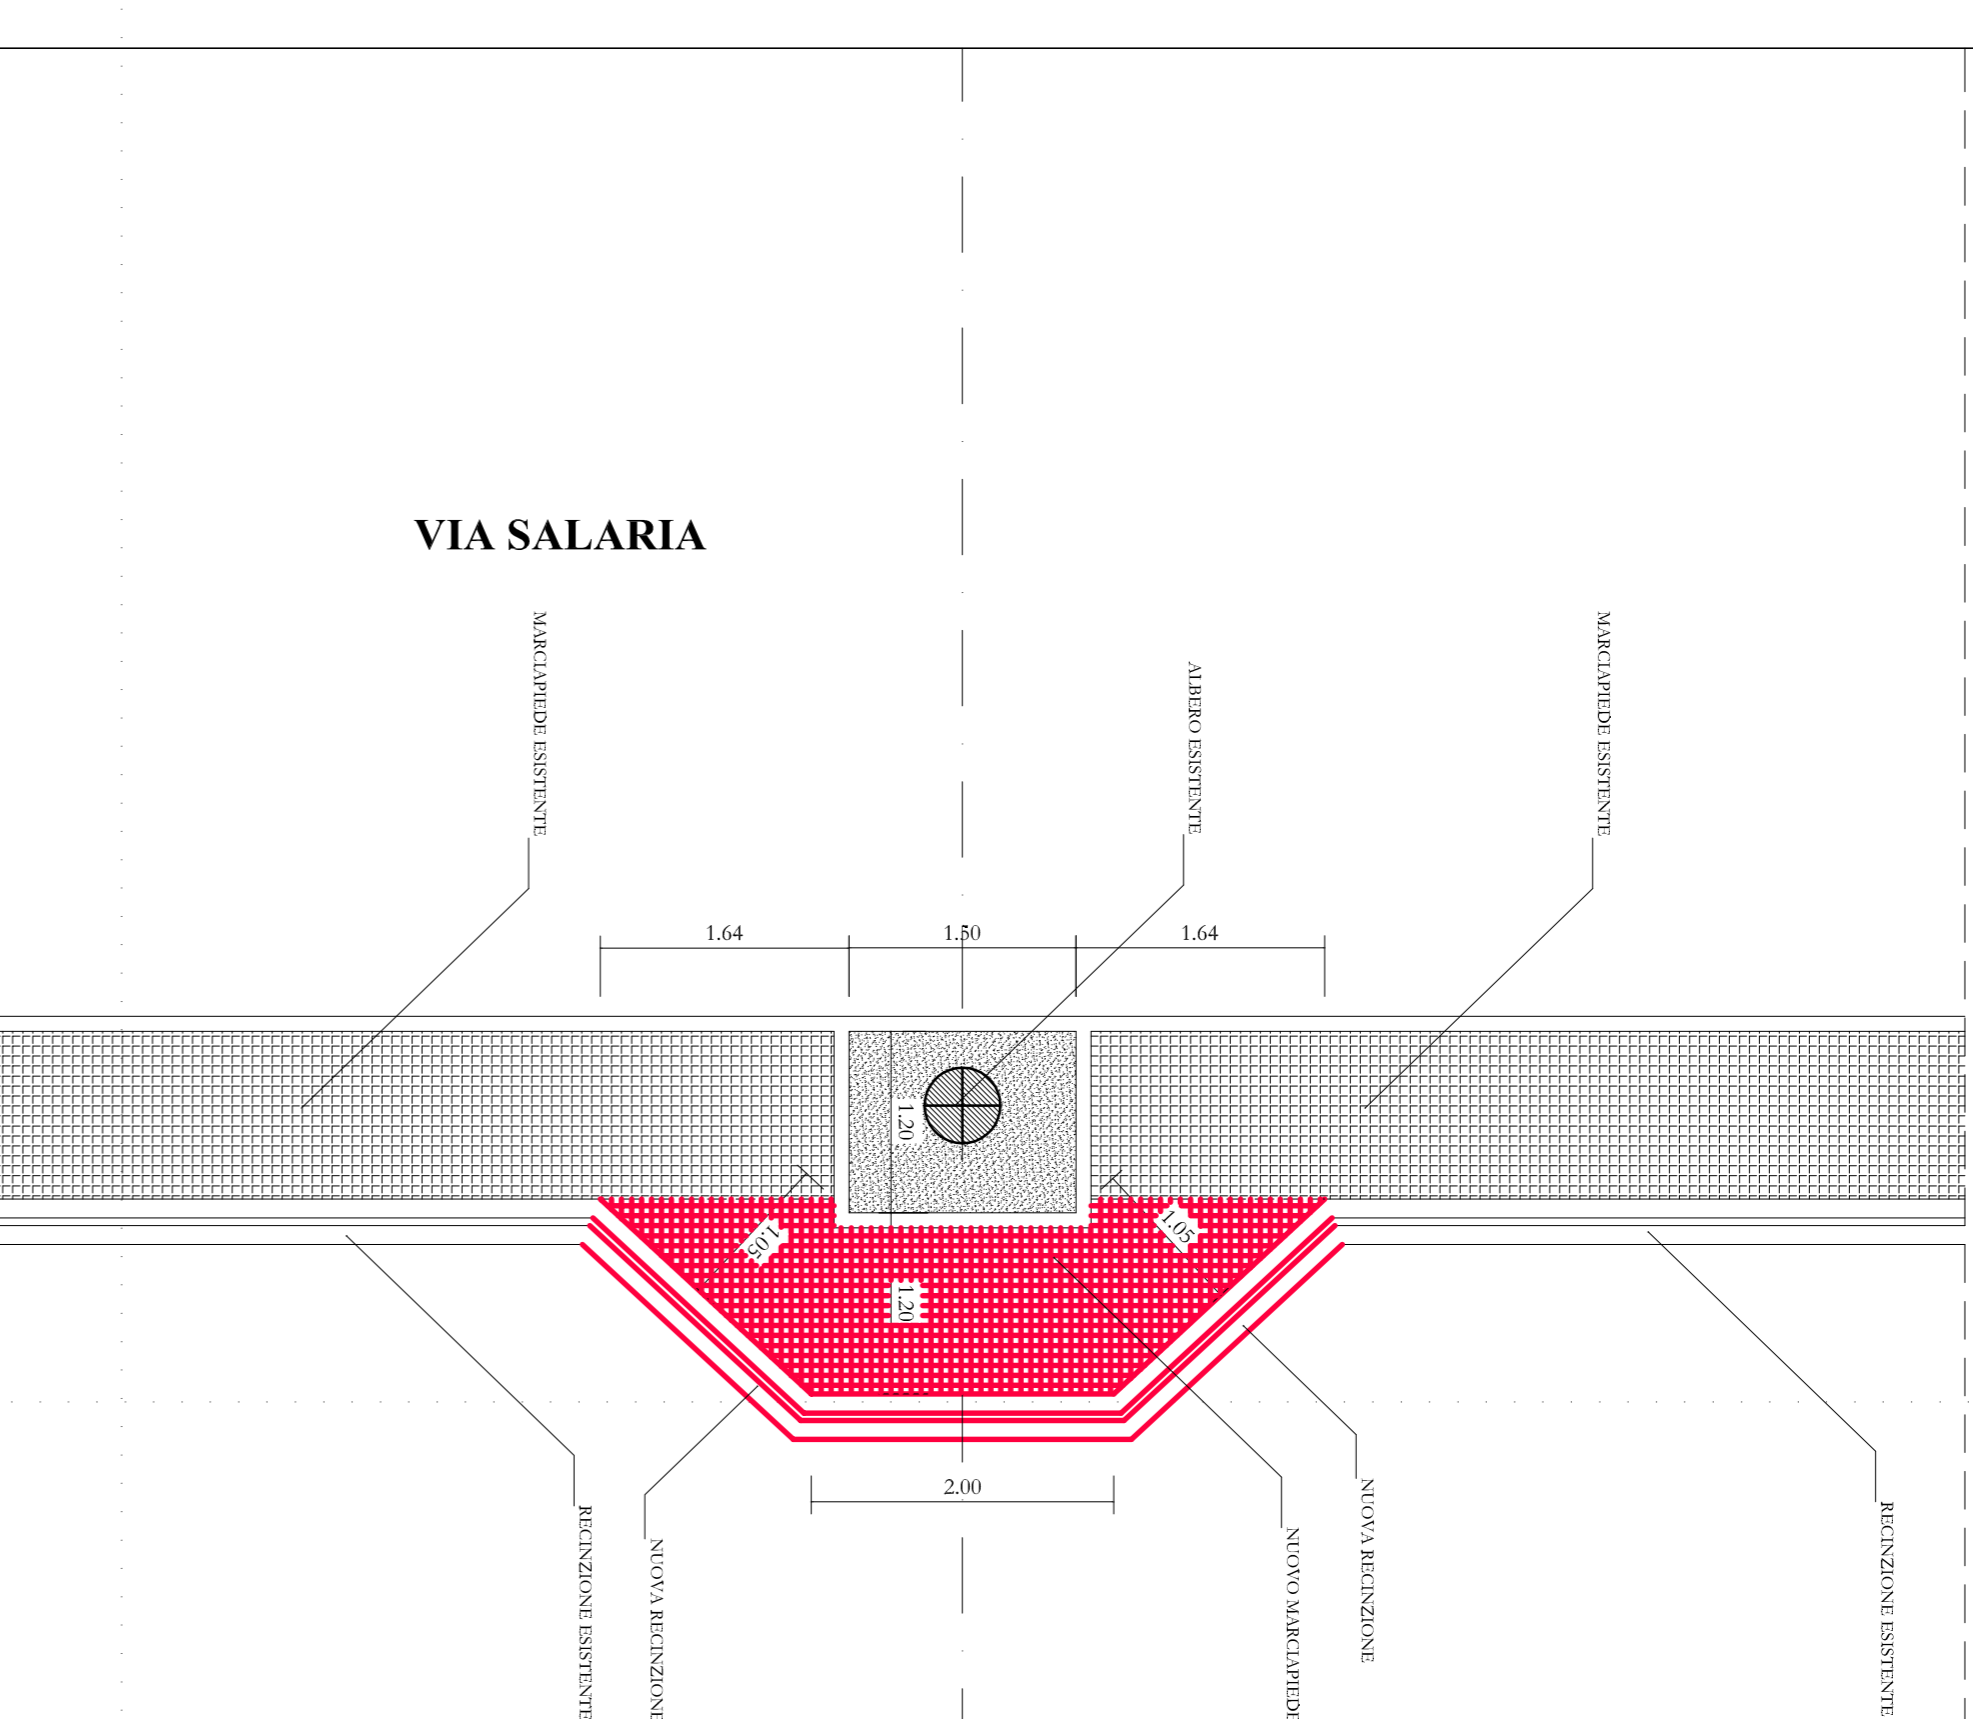 VIA SALARIA
MARCIAPIEDE ESISTENTE
ALBERO ESISTENTE
MARCIAPIEDE ESISTENTE
1.64
1.50
1.64
1.20
1.05
1.05
1.20
2.00
RECINZIONE ESISTENTE
NUOVA RECINZIONE
NUOVO MARCIAPIEDE
NUOVA RECINZIONE
RECINZIONE ESISTENTE